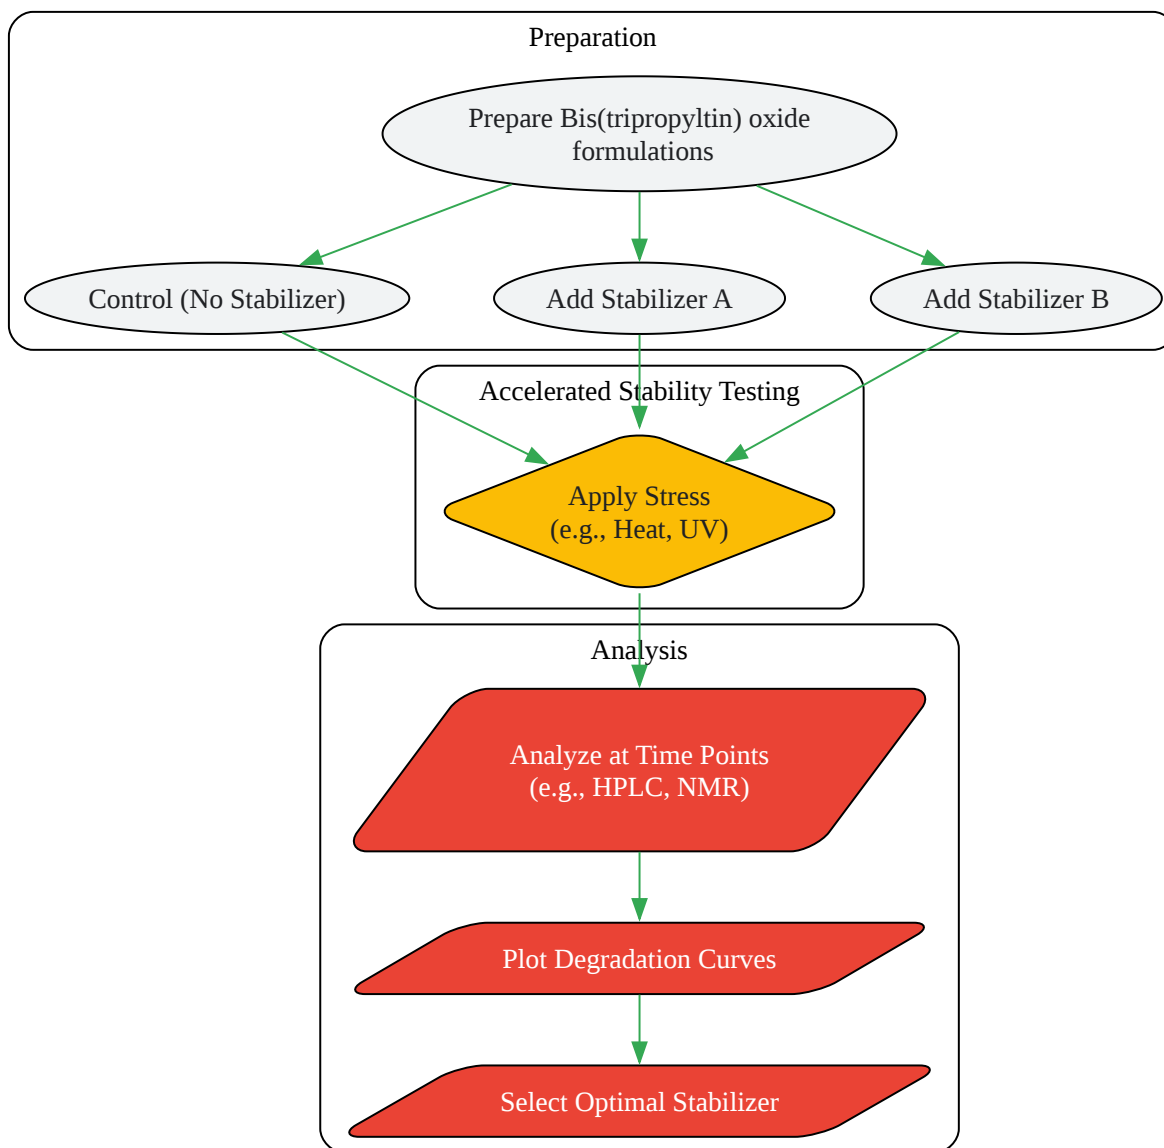 Preparation
Prepare Bis(tripropyltin) oxide
formulations
Control (No Stabilizer)
Add Stabilizer A
Add Stabilizer B
Accelerated Stability Testing
Apply Stress
(e.g., Heat, UV)
Analysis
Analyze at Time Points
(e.g., HPLC, NMR)
Plot Degradation Curves
Select Optimal Stabilizer